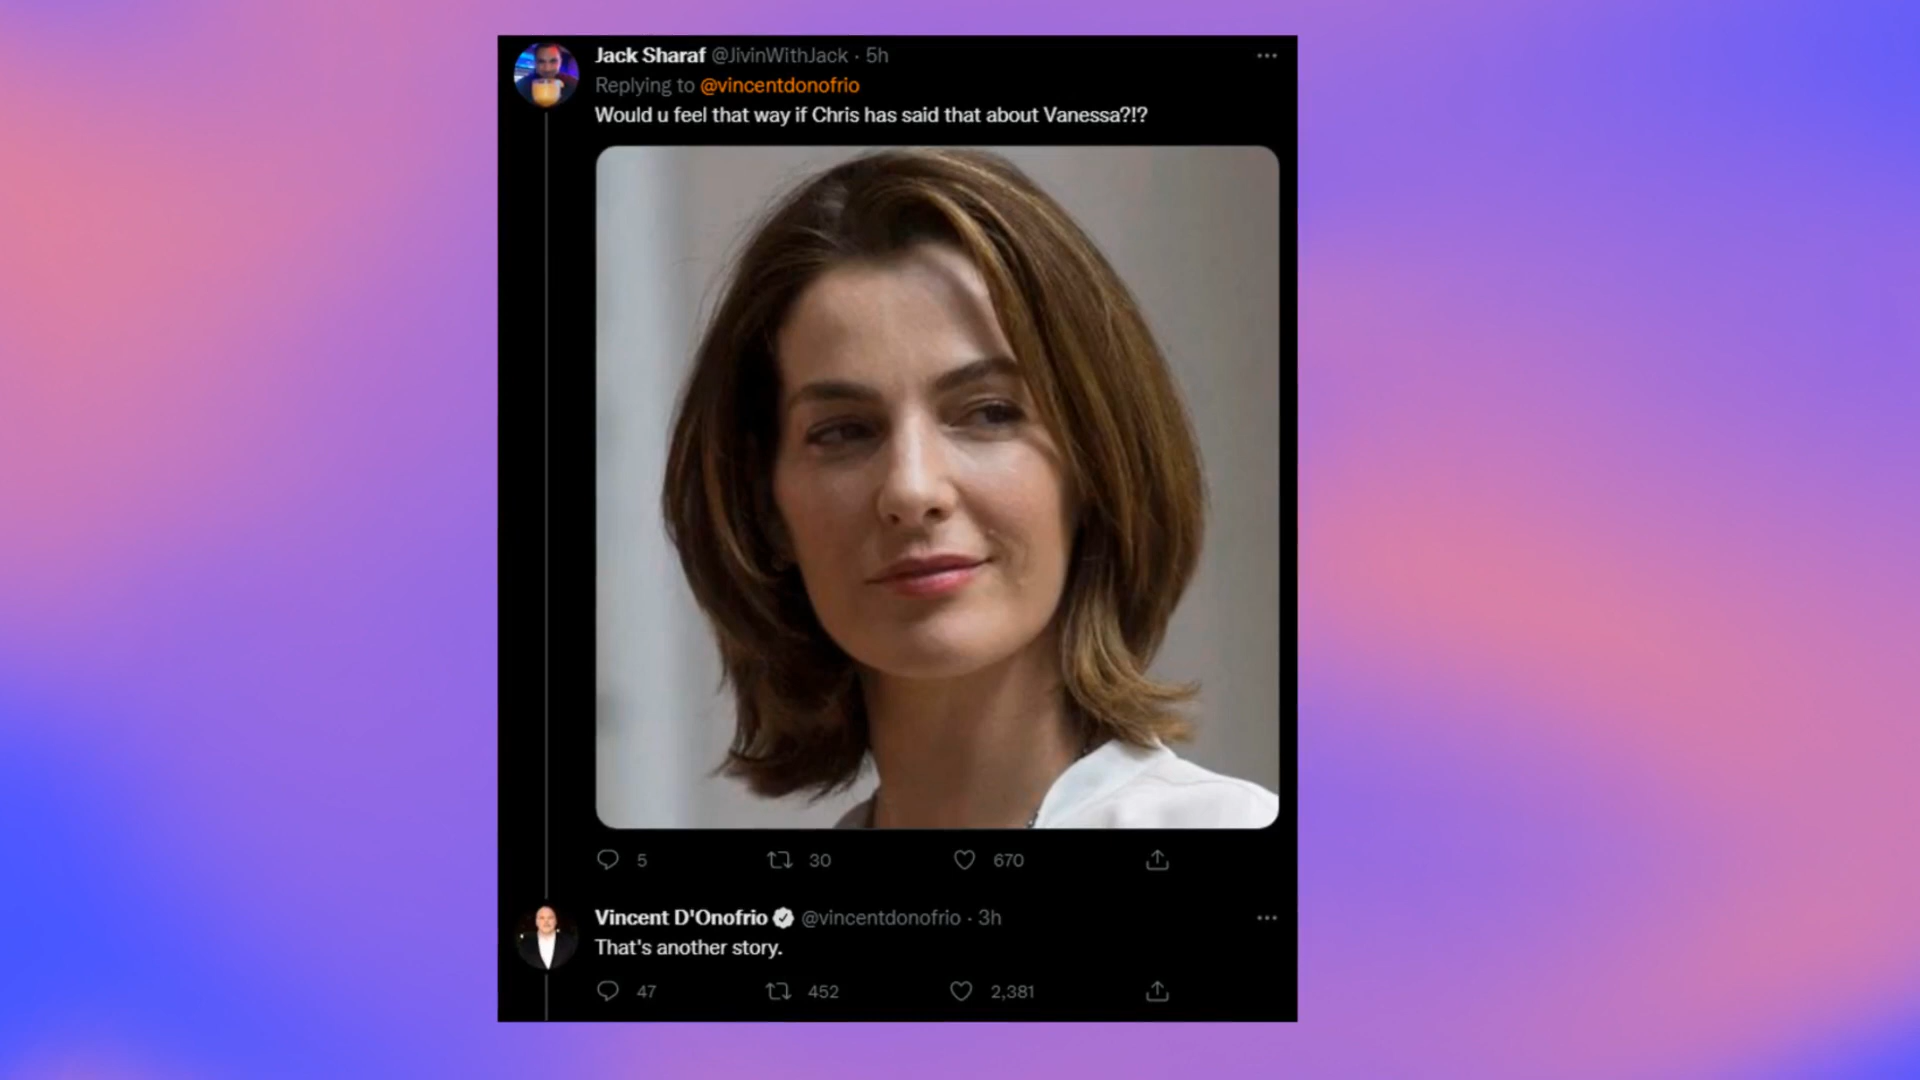 Jack Sharaf @JivinWithJack · 5h
Replying to @vincentdonofrio
Would u feel that way if Chris has said that about Vanessa?!?
5 30 670
Vincent D'Onofrio @vincentdonofrio · 3h
That's another story.
47 452 2,381